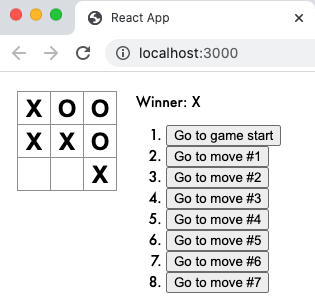 React App
localhost:3000
X O O
X X O
X
Winner: X
1. Go to game start
2. Go to move #1
3. Go to move #2
4. Go to move #3
5. Go to move #4
6. Go to move #5
7. Go to move #6
8. Go to move #7